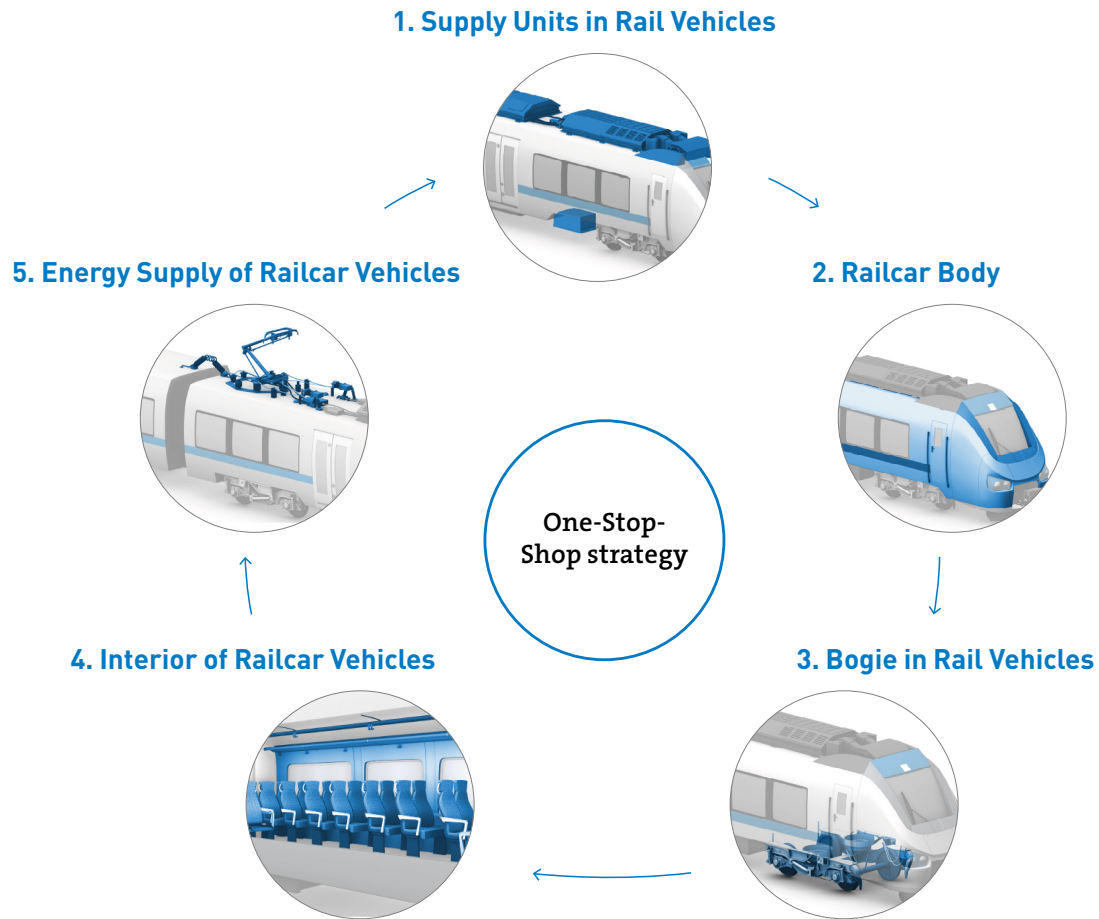 1. Supply Units in Rail Vehicles
5. Energy Supply of Railcar Vehicles
2. Railcar Body
One-Stop-
Shop strategy
4. Interior of Railcar Vehicles
3. Bogie in Rail Vehicles